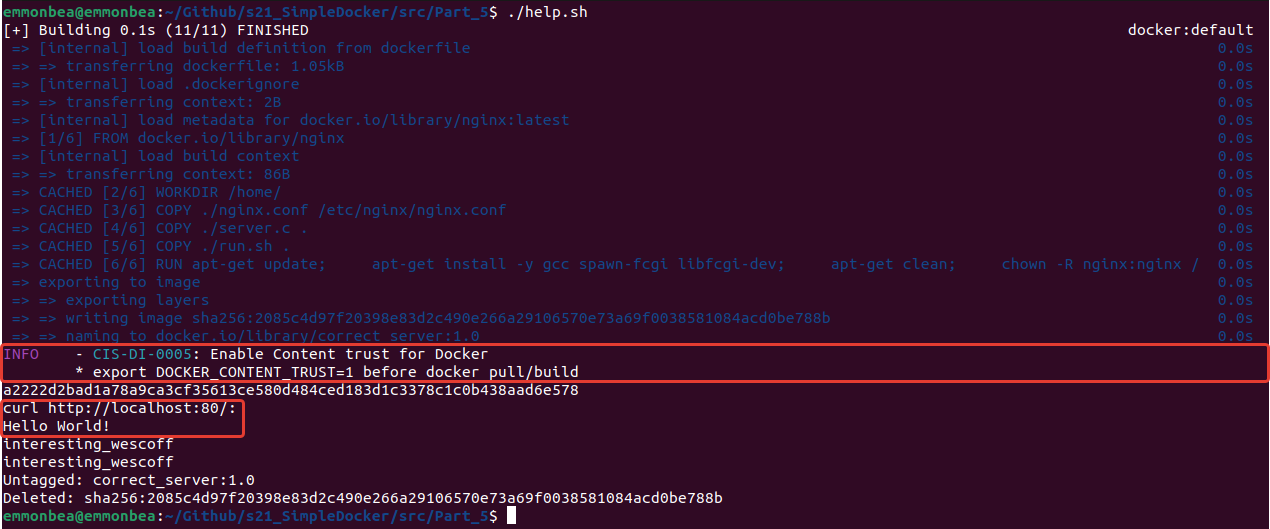 emmonbea@emmonbea:~/Github/s21_SimpleDocker/src/Part_5$ ./help.sh
[+] Building 0.1s (11/11) FINISHED docker:default
=> [internal] load build definition from dockerfile 0.0s
=> => transferring dockerfile: 1.05kB 0.0s
=> [internal] load .dockerignore 0.0s
=> => transferring context: 2B 0.0s
=> [internal] load metadata for docker.io/library/nginx:latest 0.0s
=> [1/6] FROM docker.io/library/nginx 0.0s
=> [internal] load build context 0.0s
=> => transferring context: 86B 0.0s
=> CACHED [2/6] WORKDIR /home/ 0.0s
=> CACHED [3/6] COPY ./nginx.conf /etc/nginx/nginx.conf 0.0s
=> CACHED [4/6] COPY ./server.c . 0.0s
=> CACHED [5/6] COPY ./run.sh . 0.0s
=> CACHED [6/6] RUN apt-get update; apt-get install -y gcc spawn-fcgi libfcgi-dev; apt-get clean; chown -R nginx:nginx / 0.0s
=> exporting to image 0.0s
=> => exporting layers 0.0s
=> => writing image sha256:2085c4d97f20398e83d2c490e266a29106570e73a69f0038581084acd0be788b 0.0s
=> => naming to docker.io/library/correct_server:1.0 0.0s
INFO - CIS-DI-0005: Enable Content trust for Docker
* export DOCKER_CONTENT_TRUST=1 before docker pull/build
a2222d2bad1a78a9ca3cf35613ce580d484ced183d1c3378c1c0b438aad6e578
curl http://localhost:80/:
Hello World!
interesting_wescoff
interesting_wescoff
Untagged: correct_server:1.0
Deleted: sha256:2085c4d97f20398e83d2c490e266a29106570e73a69f0038581084acd0be788b
emmonbea@emmonbea:~/Github/s21_SimpleDocker/src/Part_5$